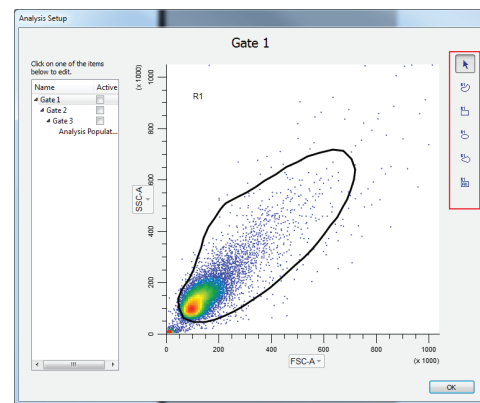 Analysis Setup
Gate 1
Click on one of the items
below to edit.
Name Active
Gate 1
Gate 2
Gate 3
Analysis Populat...
(x 1000)
1000
800
600
400
200
0
SSC-A
R1
0 200 400 600 800 1000
FSC-A
(x 1000)
OK